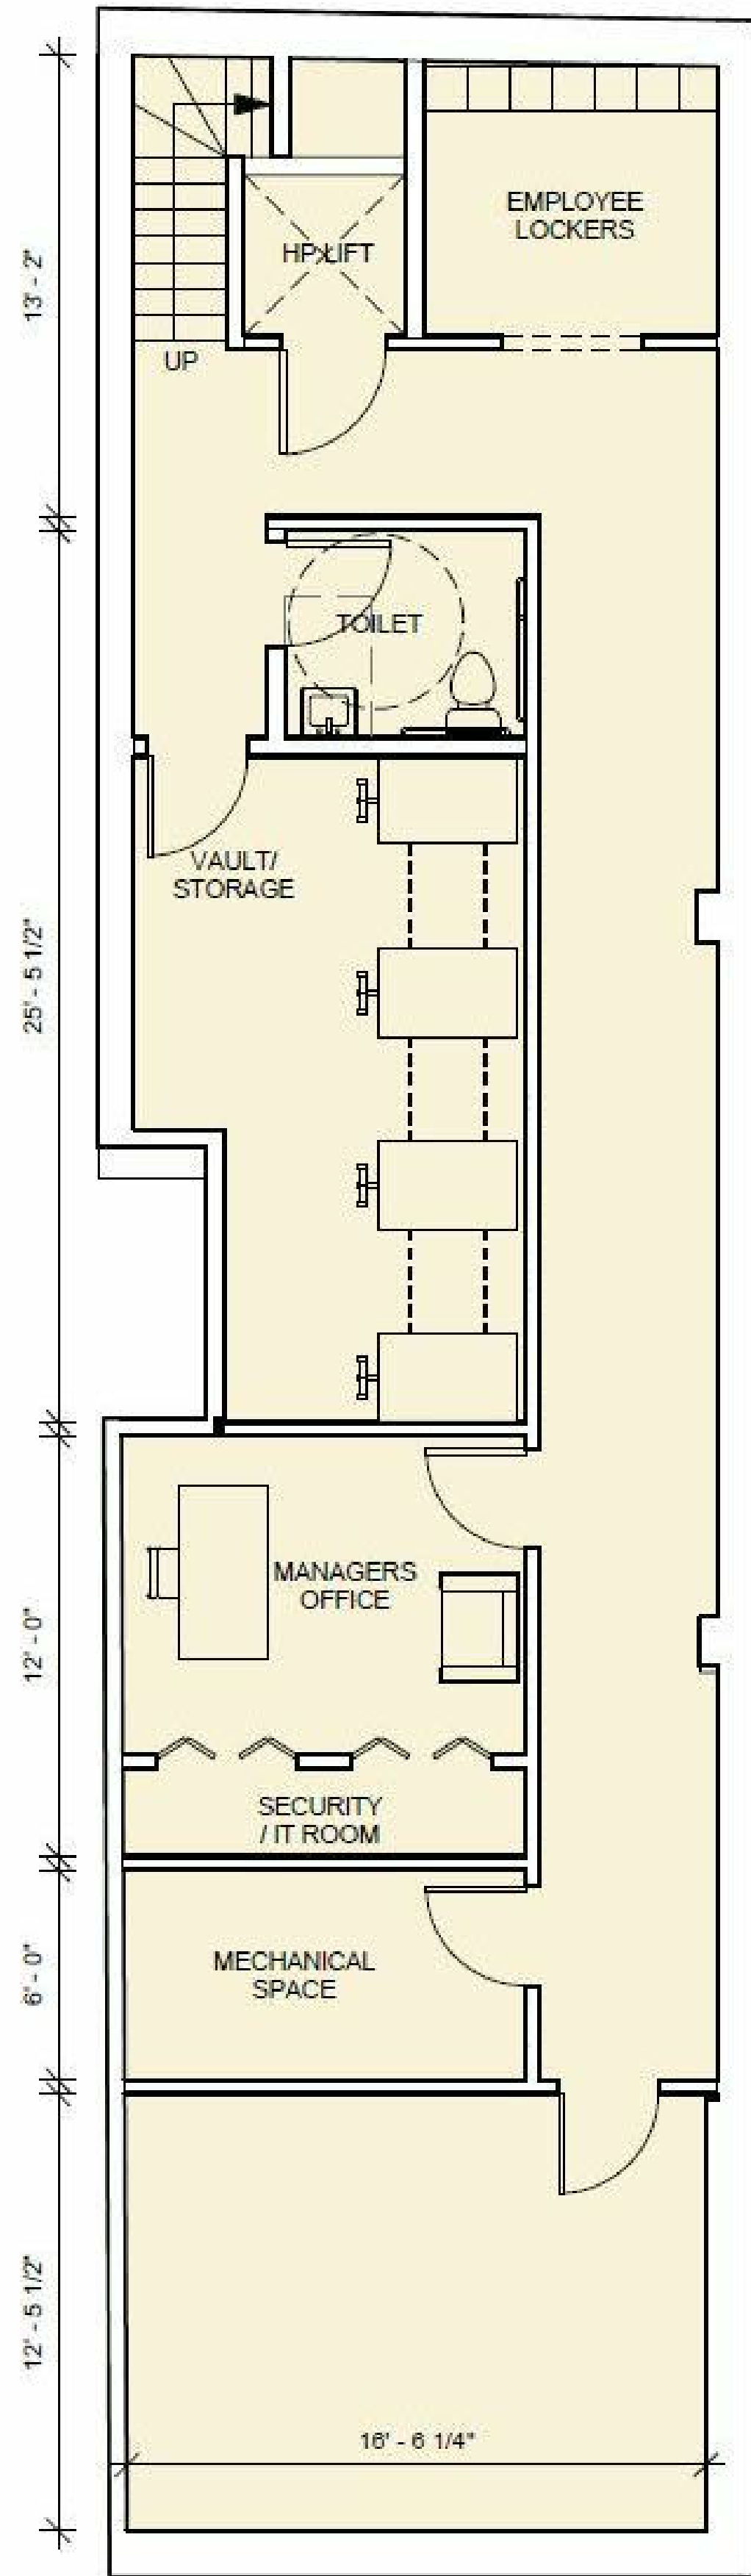 EMPLOYEE
LOCKERS
HP LIFT
13' - 2"
UP
TOILET
VAULT/
STORAGE
25' - 5 1/2"
MANAGERS
OFFICE
12' - 0"
SECURITY
/ IT ROOM
MECHANICAL
SPACE
6' - 0"
12' - 5 1/2"
16' - 6 1/4"